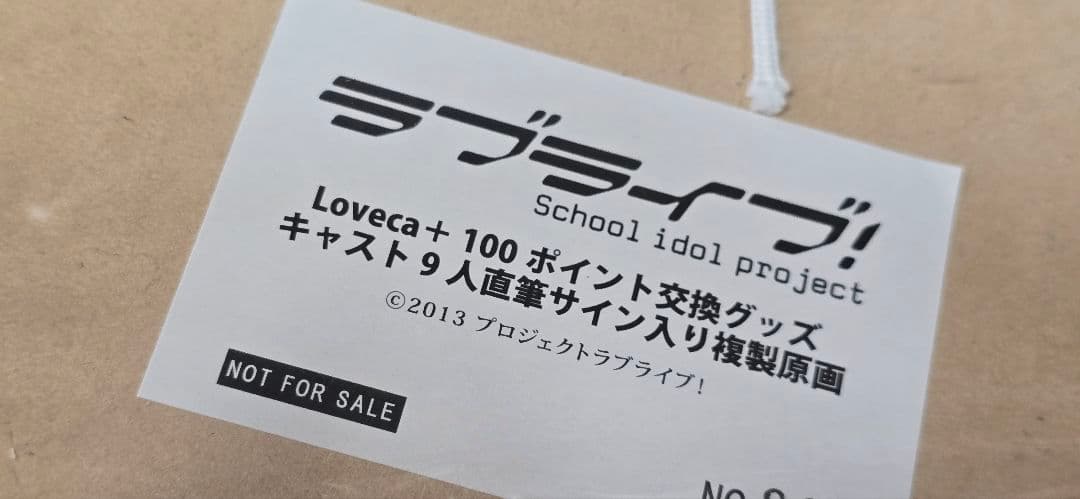 ラブライブ!
School idol project
Loveca+ 100 ポイント交換グッズ
キャスト9人直筆サイン入り複製原画
©2013 プロジェクトラブライブ!
NOT FOR SALE